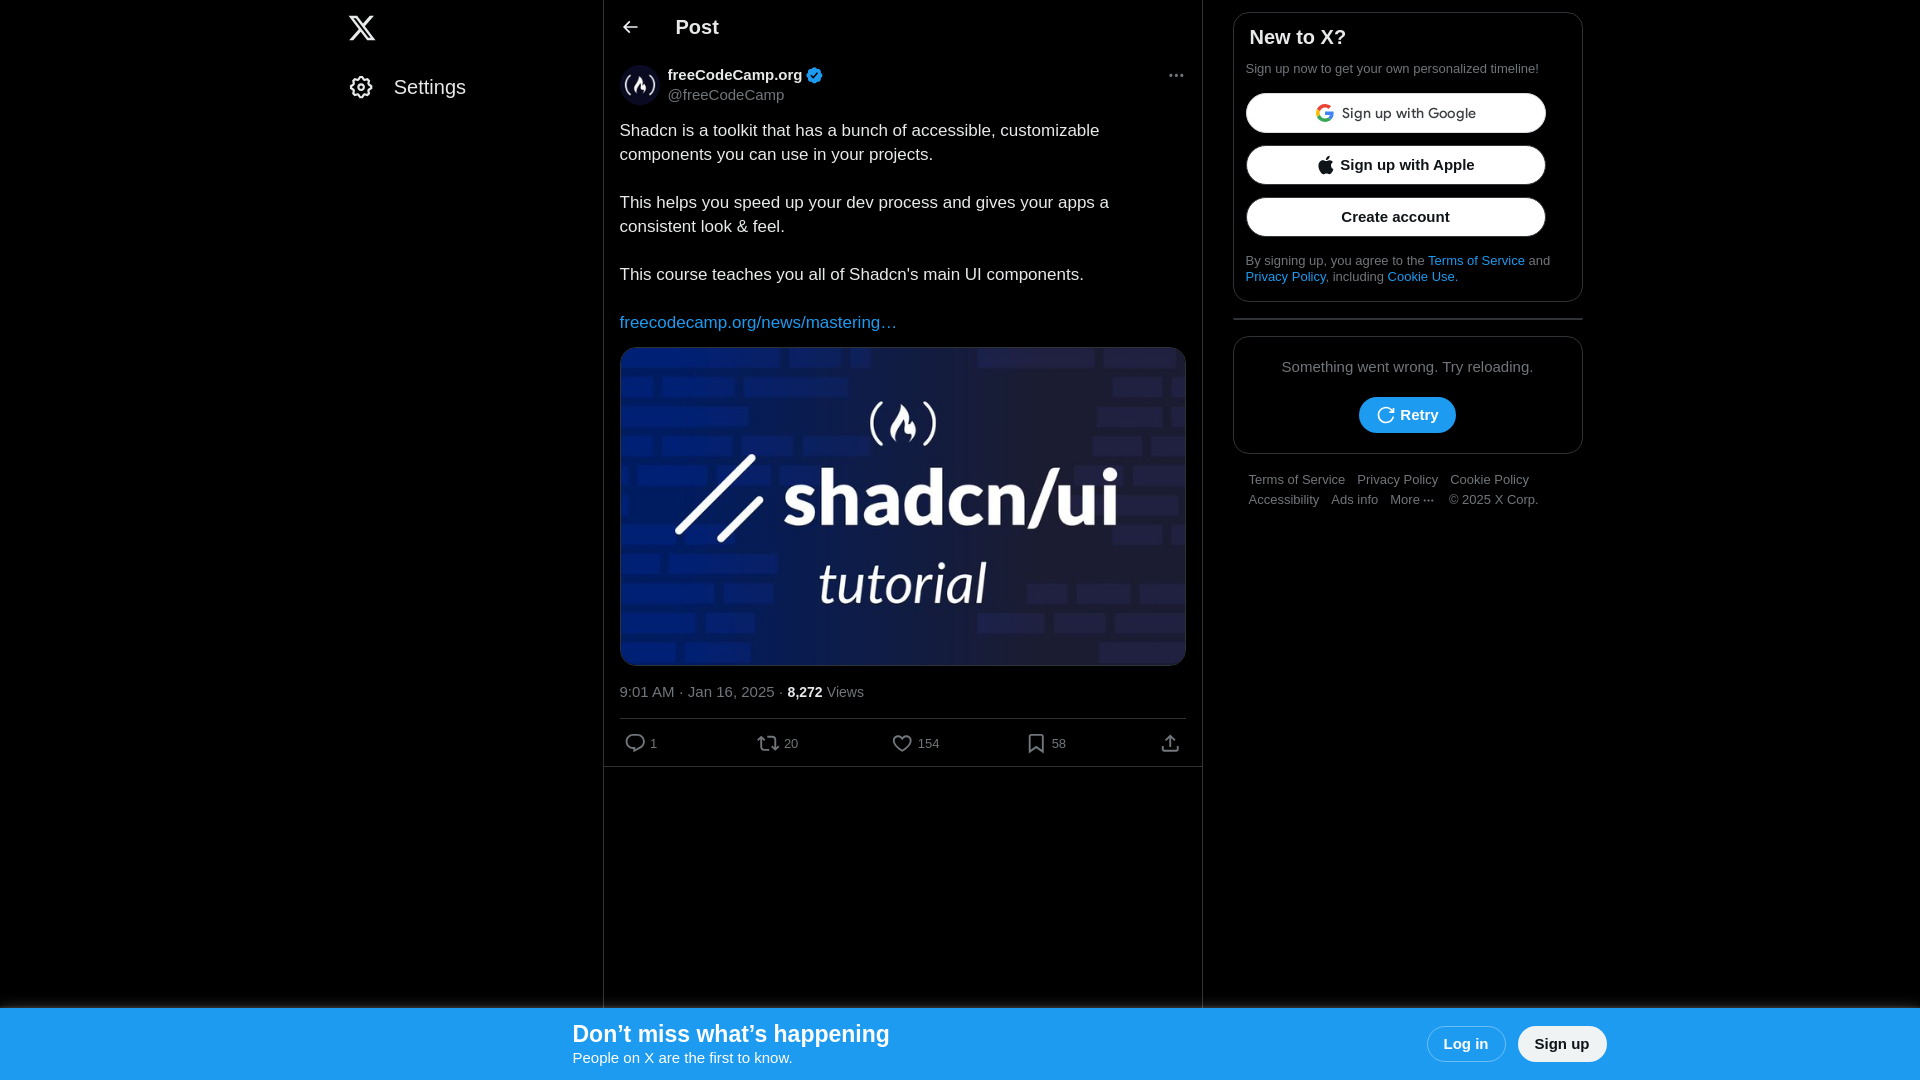 Settings
Post
freeCodeCamp.org
@freeCodeCamp
Shadcn is a toolkit that has a bunch of accessible, customizable
components you can use in your projects.
This helps you speed up your dev process and gives your apps a
consistent look & feel.
This course teaches you all of Shadcn's main UI components.
freecodecamp.org/news/mastering…
shadcn/ui
tutorial
9:01 AM · Jan 16, 2025 · 8,272 Views
1 20 154 58
New to X?
Sign up now to get your own personalized timeline!
Sign up with Google
Sign up with Apple
Create account
By signing up, you agree to the Terms of Service and
Privacy Policy, including Cookie Use.
Something went wrong. Try reloading.
Retry
Terms of Service Privacy Policy Cookie Policy
Accessibility Ads info More ··· © 2025 X Corp.
Don’t miss what’s happening
People on X are the first to know.
Log in
Sign up